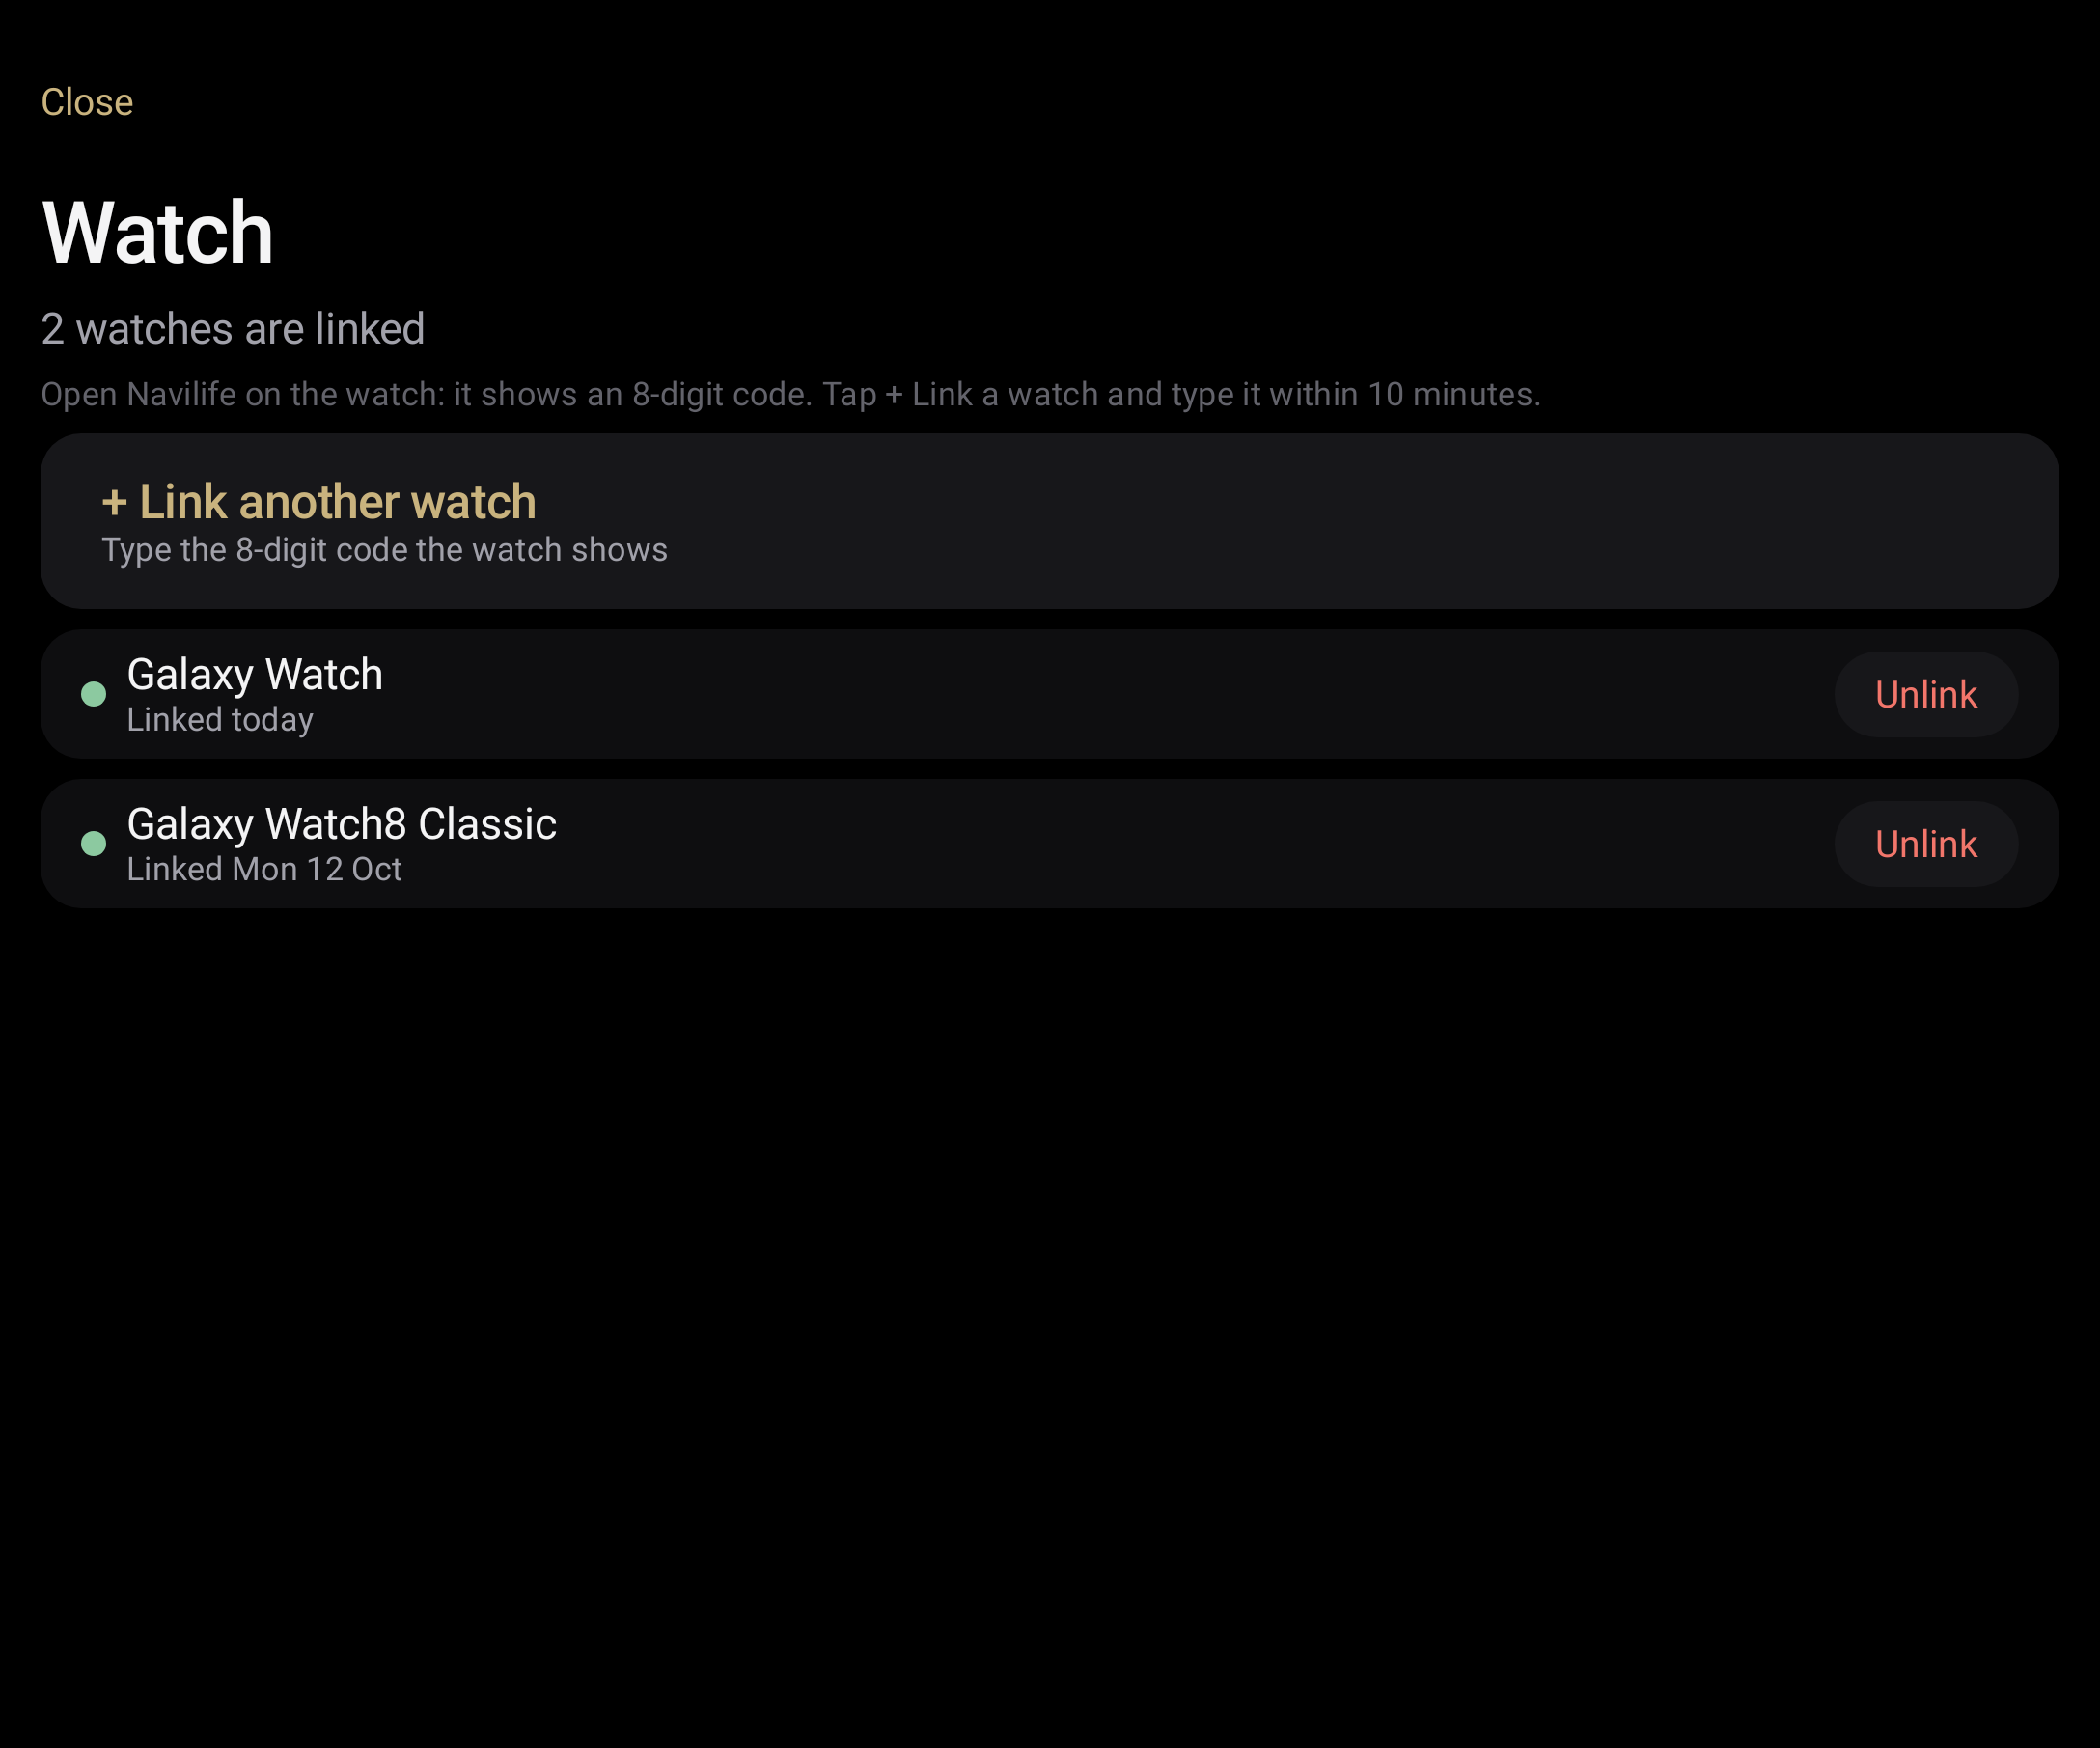 Close
Watch
2 watches are linked
Open Navilife on the watch: it shows an 8-digit code. Tap + Link a watch and type it within 10 minutes.
+ Link another watch
Type the 8-digit code the watch shows
Galaxy Watch
Linked today
Unlink
Galaxy Watch8 Classic
Linked Mon 12 Oct
Unlink